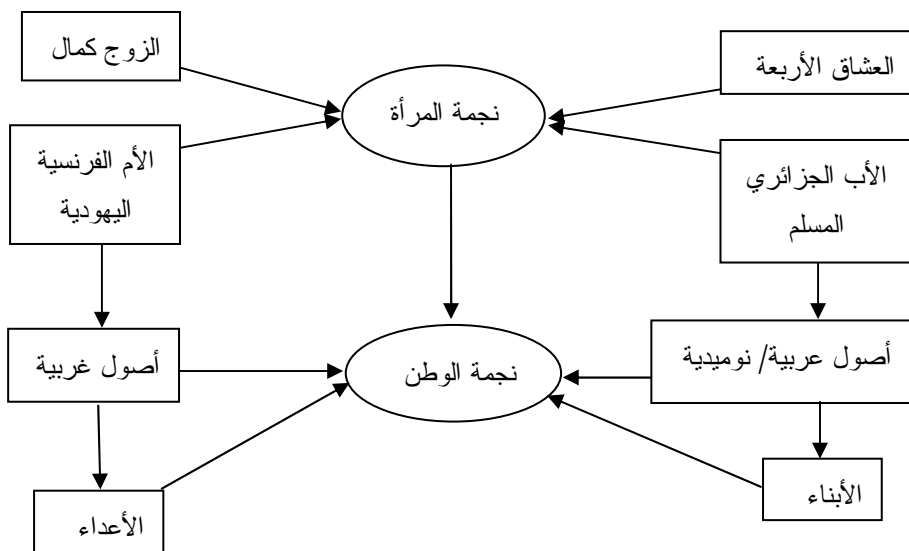 العشاق الأربعة
الزوج كمال
نجمة المرأة
الأب الجزائري
المسلم
الأم الفرنسية
اليهودية
أصول عربية/ نوميدية
نجمة الوطن
أصول غربية
الأبناء
الأعداء